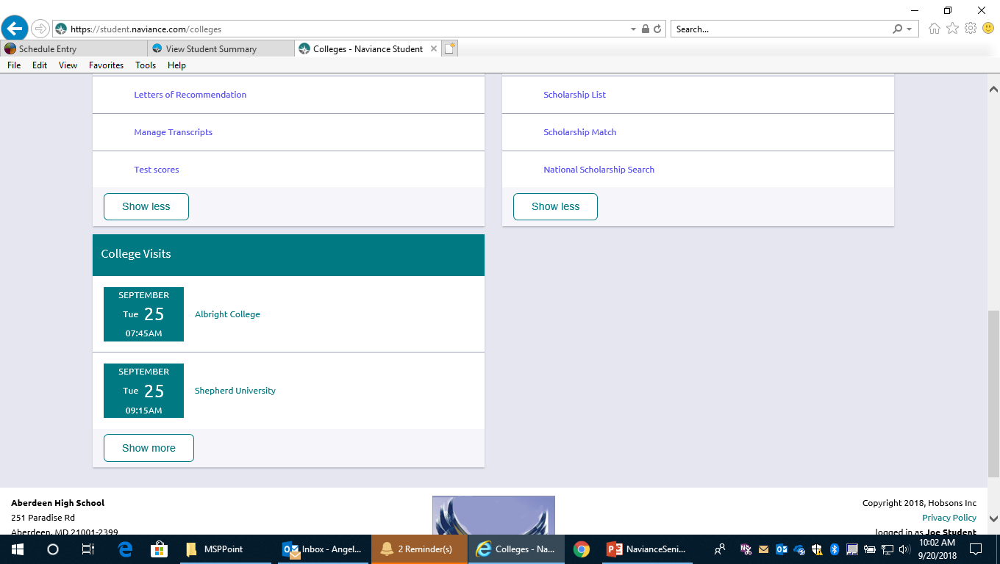 https://student.naviance.com/colleges
Search...
Schedule Entry
View Student Summary
Colleges - Naviance Student
File Edit View Favorites Tools Help
Letters of Recommendation
Manage Transcripts
Test scores
Show less
Scholarship List
Scholarship Match
National Scholarship Search
Show less
College Visits
SEPTEMBER
Tue 25
07:45AM
Albright College
SEPTEMBER
Tue 25
09:15AM
Shepherd University
Show more
Aberdeen High School
251 Paradise Rd
Aberdeen, MD 21001-2399
Copyright 2018, Hobsons Inc
Privacy Policy
logged in as Joe Student
MSPPoint
Inbox - Angel...
2 Reminder(s)
Colleges - Na...
NavianceSeni...
10:02 AM
9/20/2018